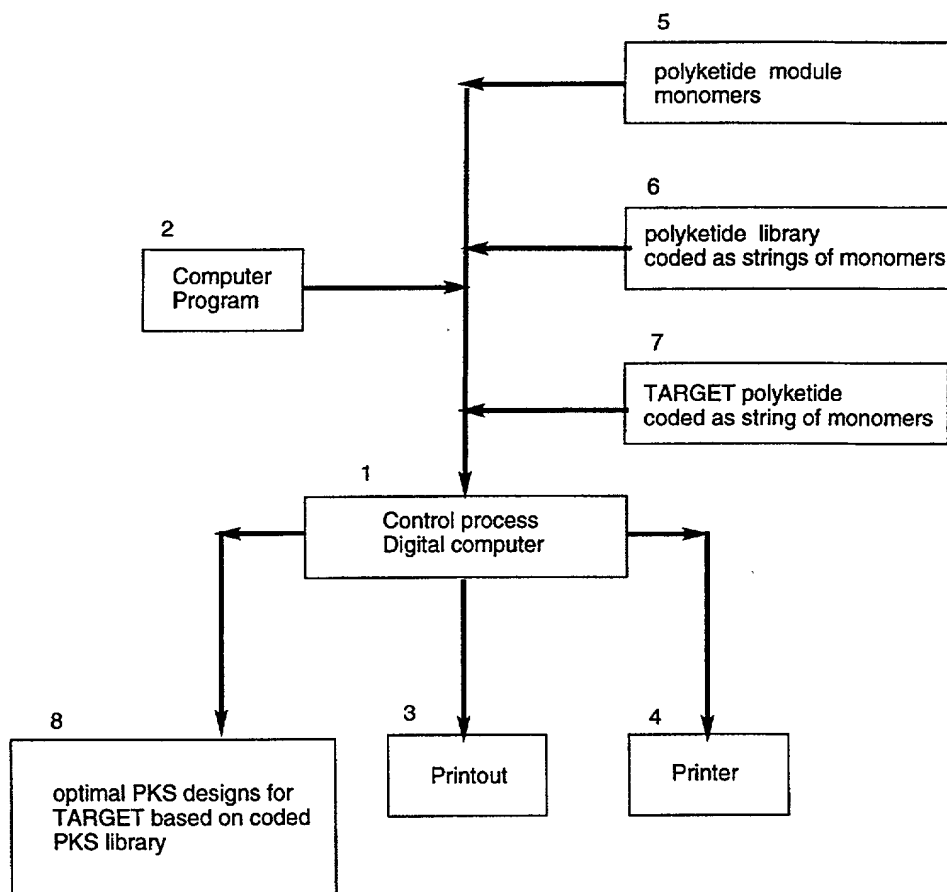 5
polyketide module
monomers
6
polyketide library
coded as strings of monomers
2
Computer
Program
7
TARGET polyketide
coded as string of monomers
1
Control process
Digital computer
8
optimal PKS designs for
TARGET based on coded
PKS library
3
Printout
4
Printer